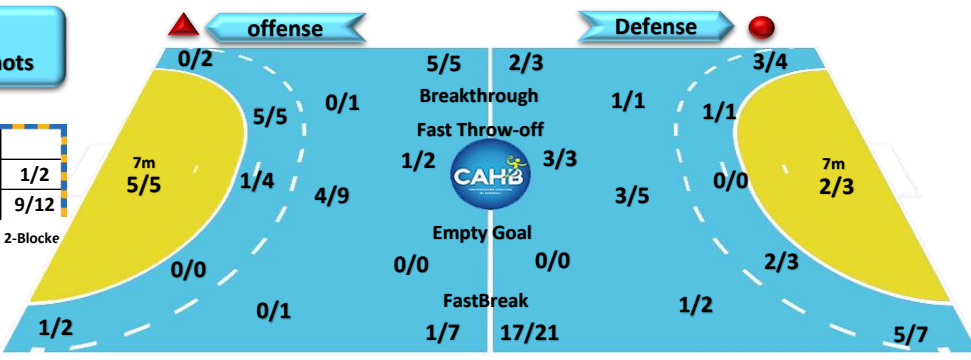 offense
Defense
ots
0/2
5/5
2/3
3/4
Breakthrough
0/1
1/1
5/5
1/1
Fast Throw-off
1/2
3/3
7m
5/5
7m
2/3
1/2
9/12
1/4
4/9
CAHB
3/5
0/0
2-Blocke
Empty Goal
0/0
0/0
0/0
2/3
FastBreak
0/1
1/2
1/2
1/7
17/21
5/7